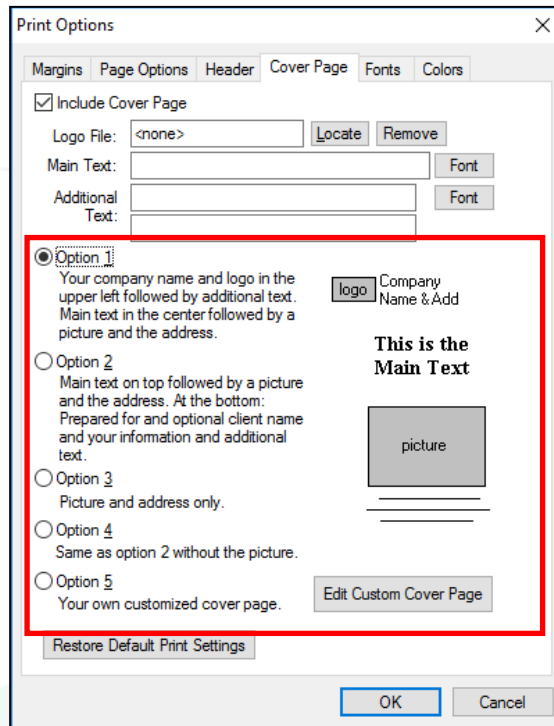 Print Options
Margins Page Options Header Cover Page Fonts Colors
Include Cover Page
Logo File: <none> Locate Remove
Main Text: Font
Additional Font
Text:
Option 1
Your company name and logo in the
upper left followed by additional text.
Main text in the center followed by a
picture and the address.
logo Company
Name & Add
This is the
Main Text
picture
Option 2
Main text on top followed by a picture
and the address. At the bottom:
Prepared for and optional client name
and your information and additional
text.
Option 3
Picture and address only.
Option 4
Same as option 2 without the picture.
Option 5
Your own customized cover page.
Edit Custom Cover Page
Restore Default Print Settings
OK Cancel